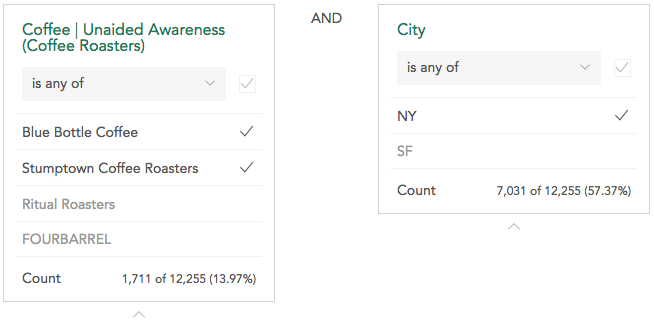 Coffee | Unaided Awareness
(Coffee Roasters)
is any of
Blue Bottle Coffee
Stumptown Coffee Roasters
Ritual Roasters
FOURBARREL
Count 1,711 of 12,255 (13.97%)
AND
City
is any of
NY
SF
Count 7,031 of 12,255 (57.37%)